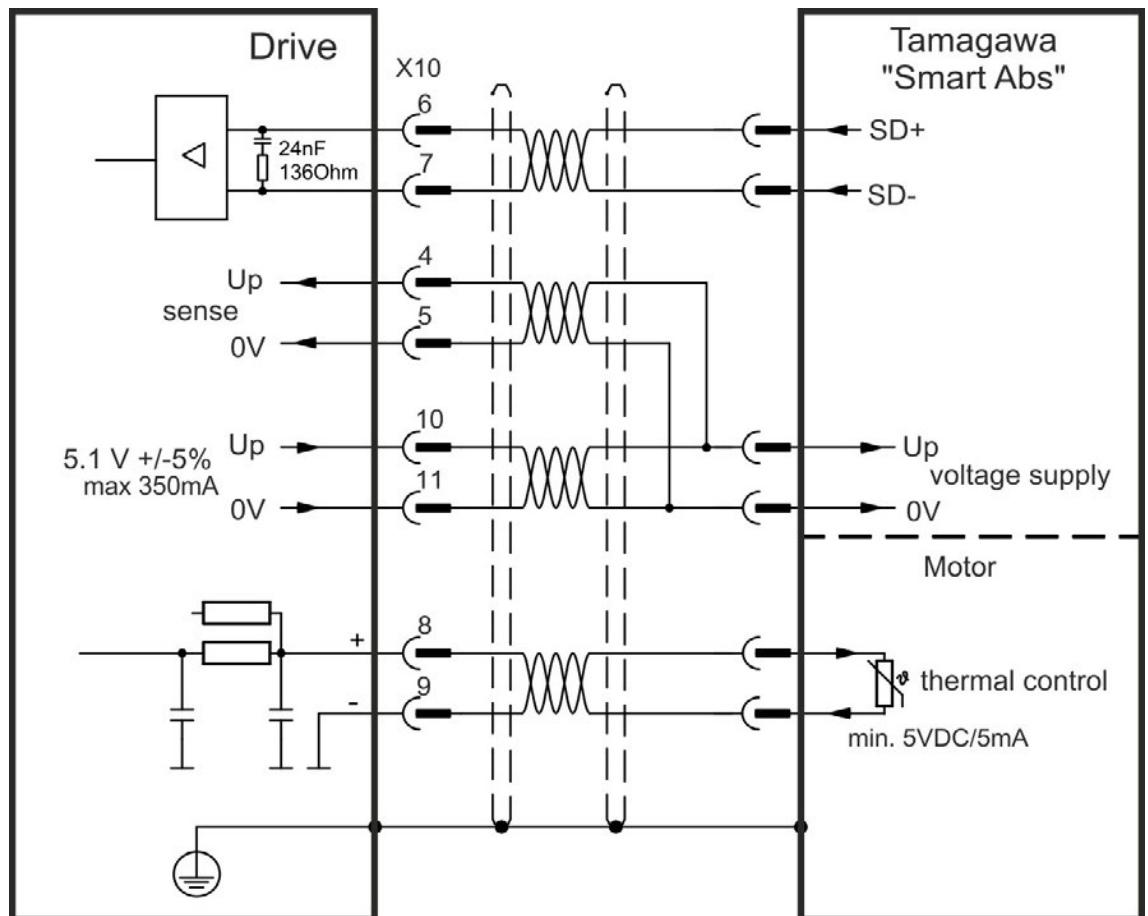 Drive
X10
Tamagawa
"Smart Abs"
6
SD+
24nF
136Ohm
7
SD-
4
Up
sense
5
0V
10
Up
5.1 V +/-5%
max 350mA
11
0V
Up
voltage supply
0V
Motor
8
+
9
-
ϑ
thermal control
min. 5VDC/5mA